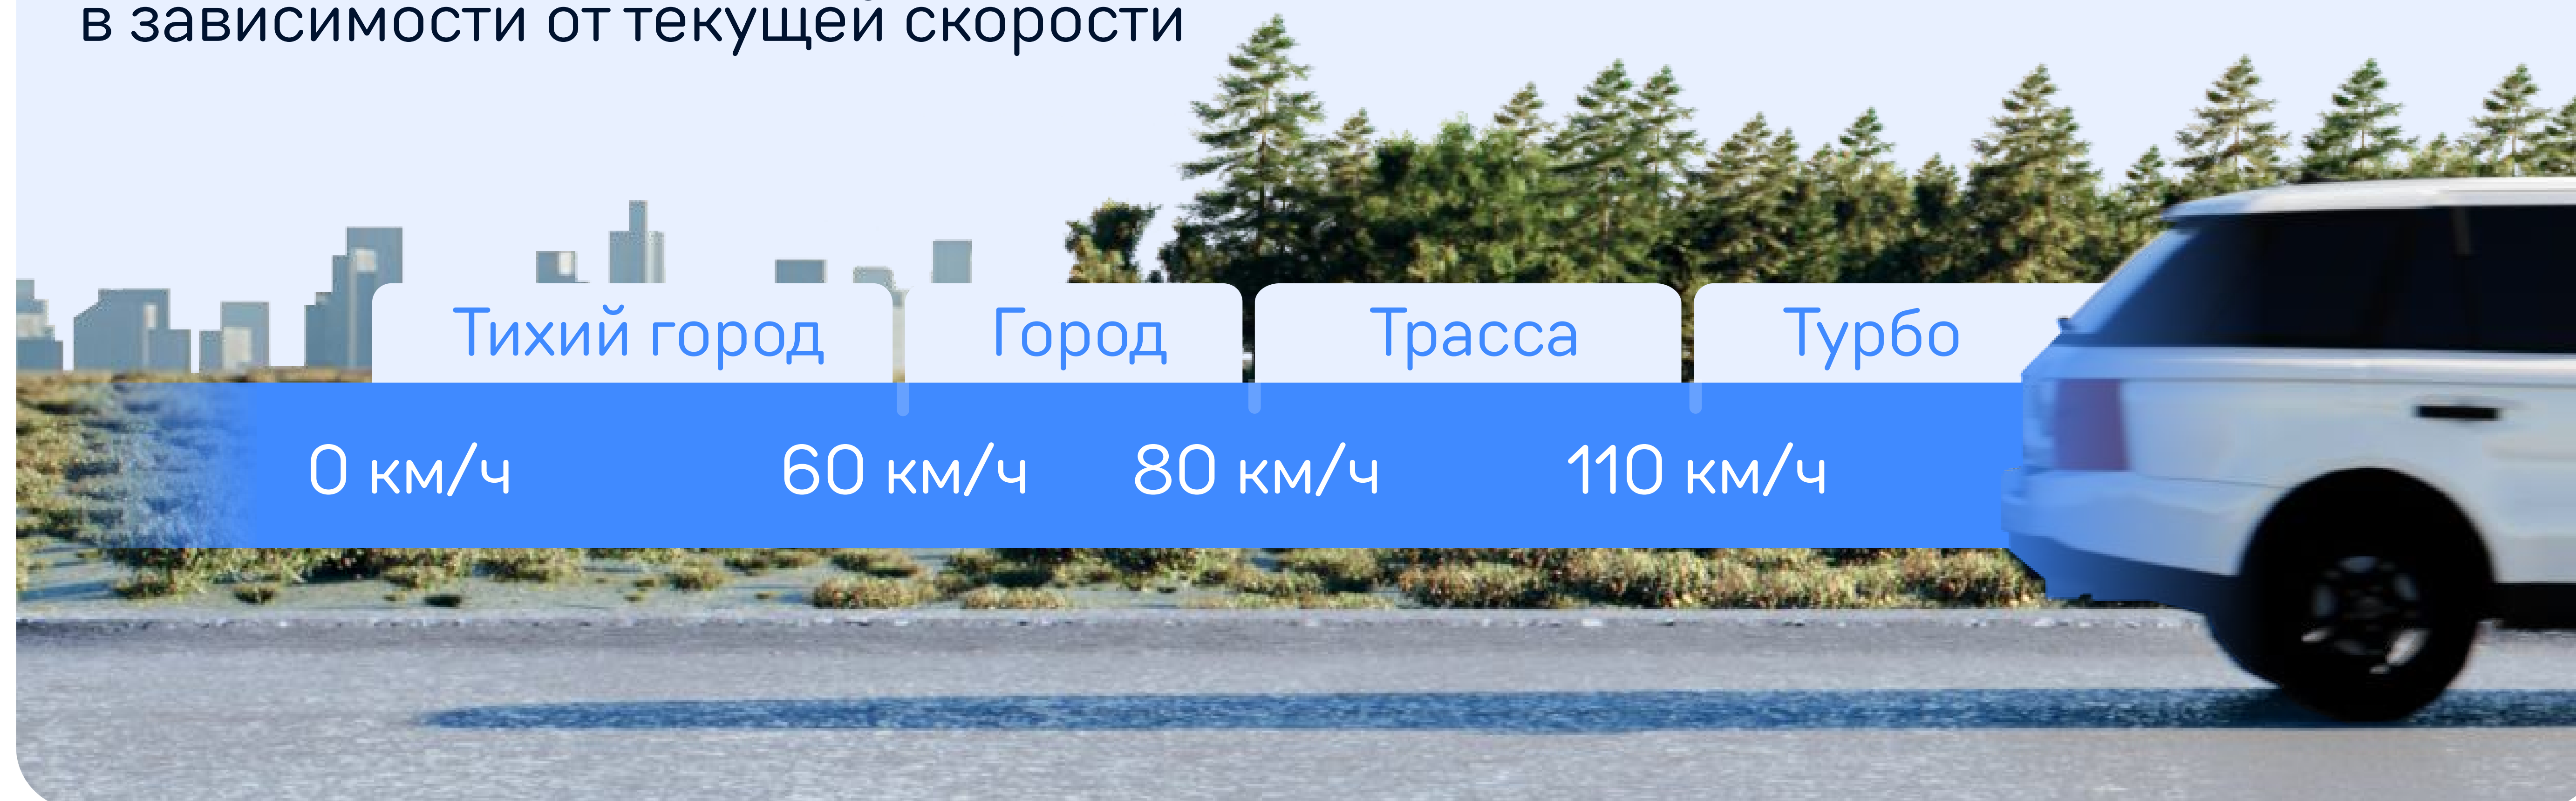 в зависимости от текущей скорости
Тихий город Город Трасса Турбо
0 км/ч 60 км/ч 80 км/ч 110 км/ч